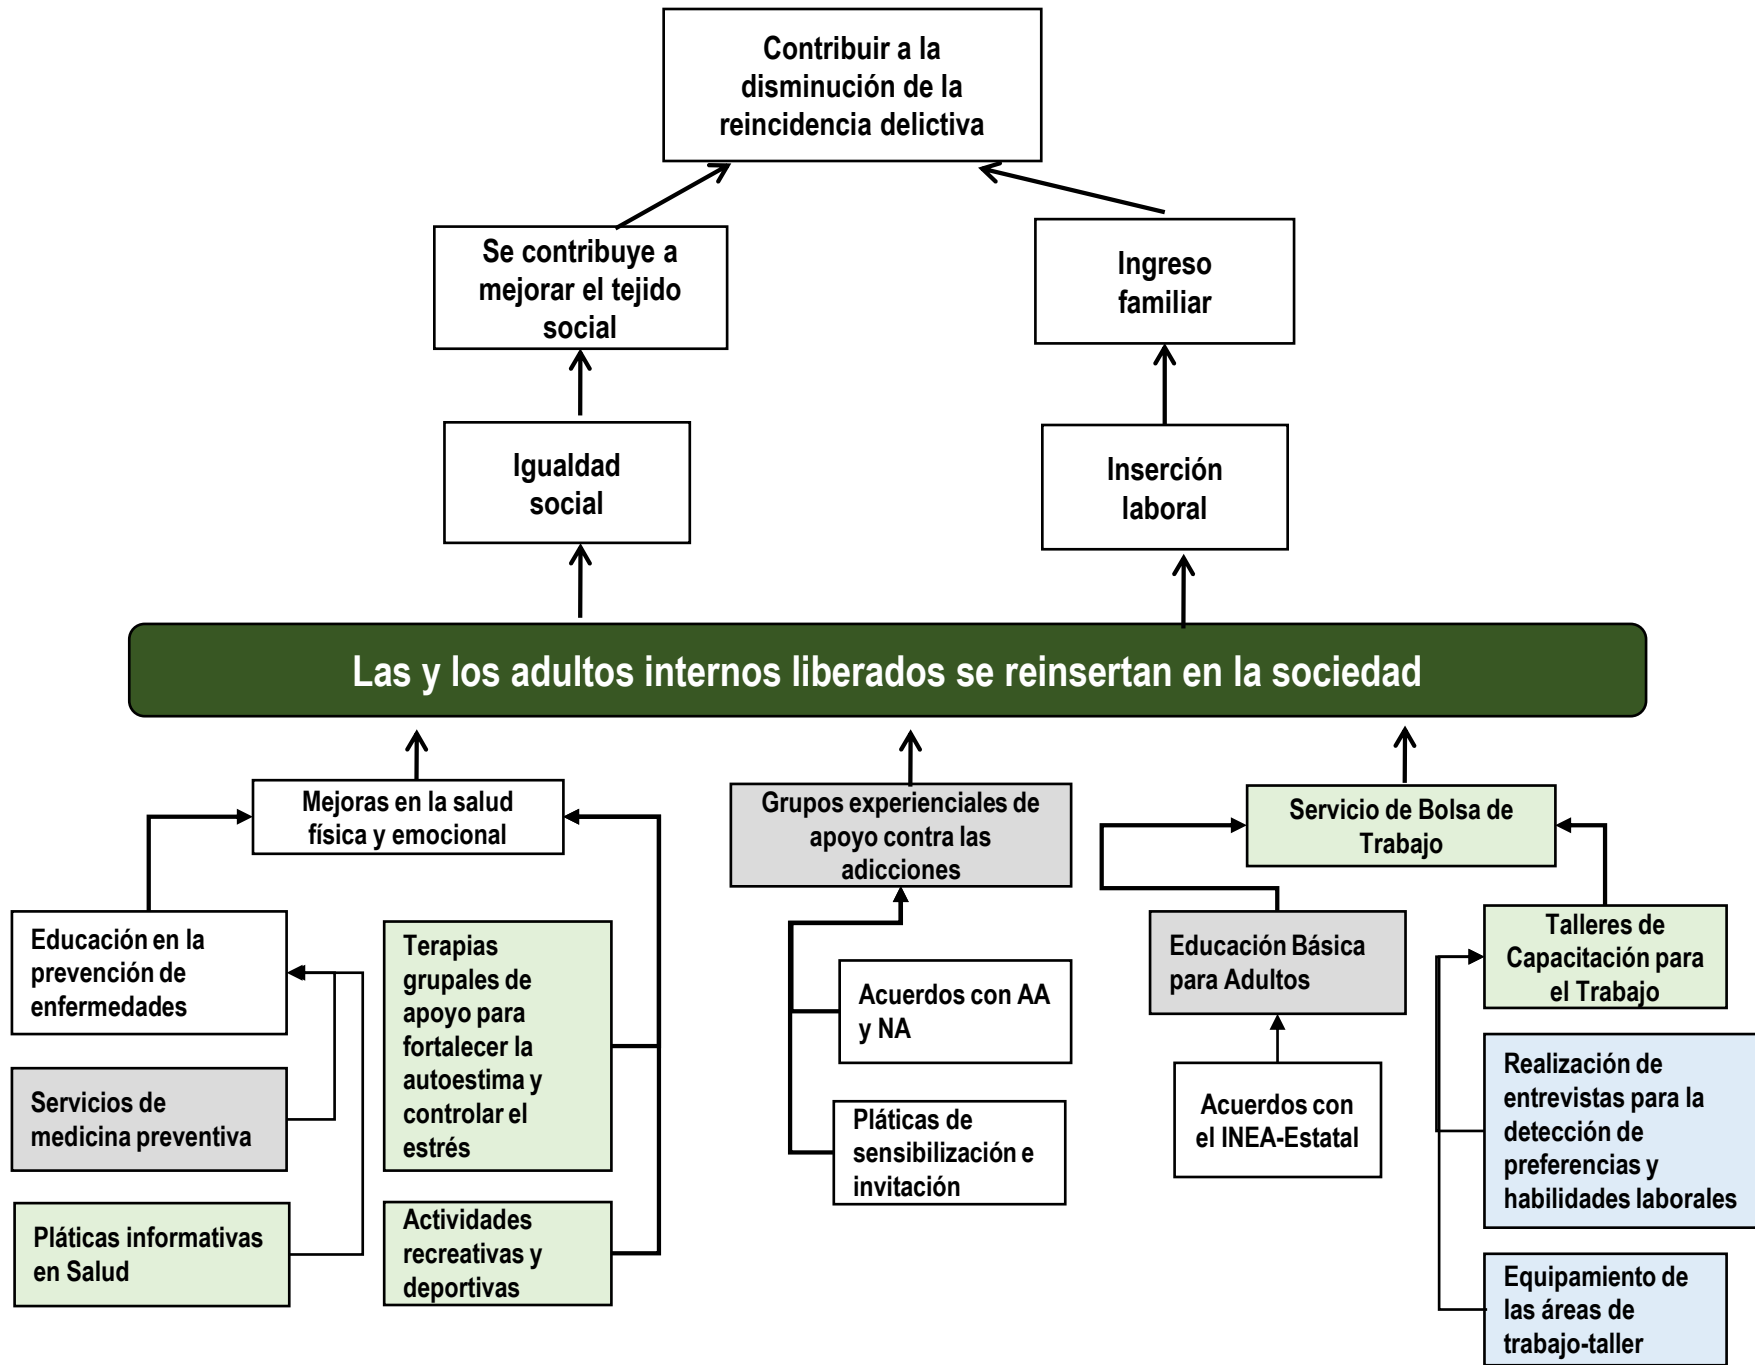 Contribuir a la
disminución de la
reincidencia delictiva
Se contribuye a
mejorar el tejido
social
Ingreso
familiar
Igualdad
social
Inserción
laboral
Las y los adultos internos liberados se reinsertan en la sociedad
Mejoras en la salud
física y emocional
Grupos experienciales de
apoyo contra las
adicciones
Servicio de Bolsa de
Trabajo
Educación en la
prevención de
enfermedades
Servicios de
medicina preventiva
Pláticas informativas
en Salud
Terapias
grupales de
apoyo para
fortalecer la
autoestima y
controlar el
estrés
Actividades
recreativas y
deportivas
Acuerdos con AA
y NA
Pláticas de
sensibilización e
invitación
Educación Básica
para Adultos
Acuerdos con
el INEA-Estatal
Talleres de
Capacitación para
el Trabajo
Realización de
entrevistas para la
detección de
preferencias y
habilidades laborales
Equipamiento de
las áreas de
trabajo-taller